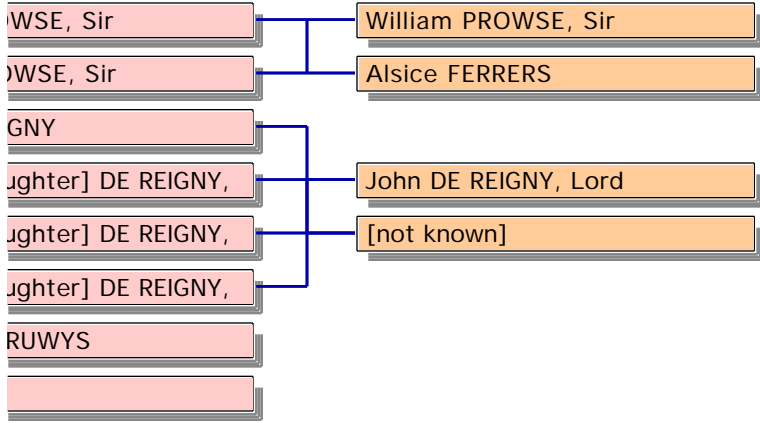 WSE, Sir
William PROWSE, Sir
WSE, Sir
Alsice FERRERS
GNY
ughter] DE REIGNY,
John DE REIGNY, Lord
ughter] DE REIGNY,
[not known]
ughter] DE REIGNY,
RUWYS